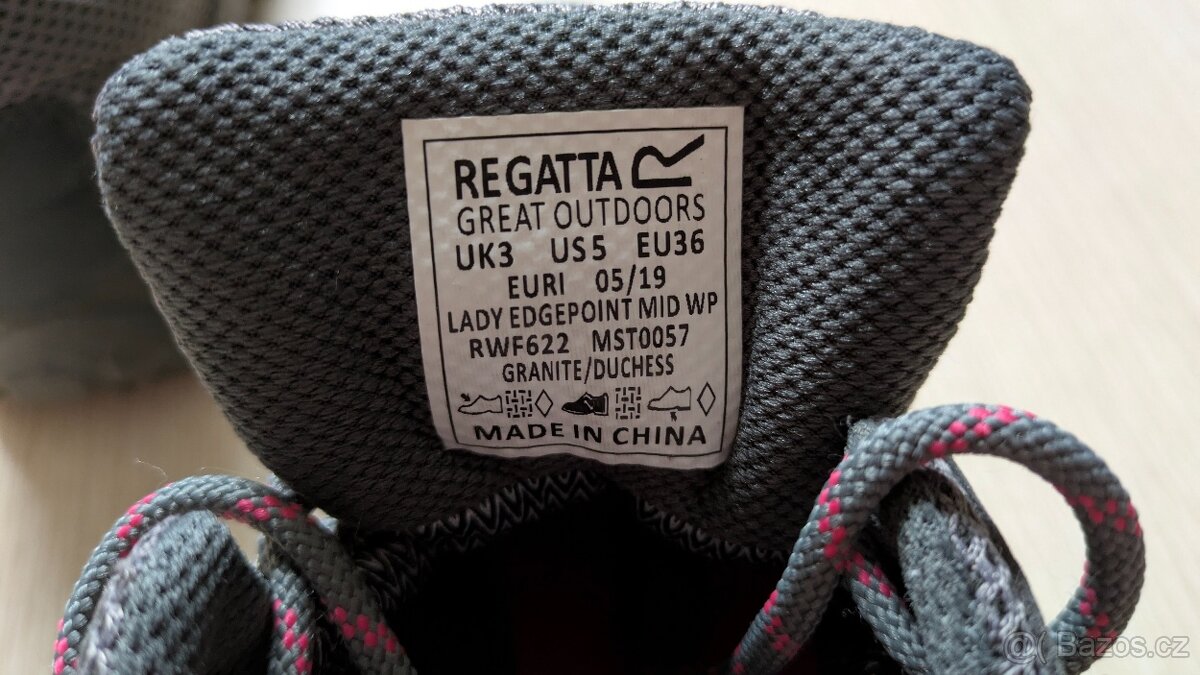 REGATTA
GREAT OUTDOORS
UK3 US5 EU36
EURI 05/19
LADY EDGEPOINT MID WP
RWF622 MST0057
GRANITE/DUCHESS
MADE IN CHINA
Bazos.cz